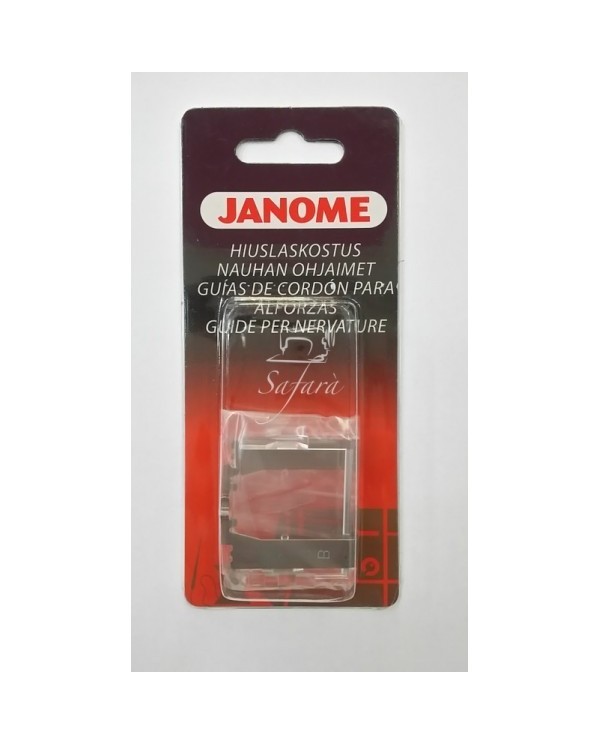 JANOME
HIUSLASKOSTUS
NAUHAN OHJAIMET
GUÍAS DE CORDÓN PARA
ALFORZAS
GUIDE PER NERVATURE
Safarà
B